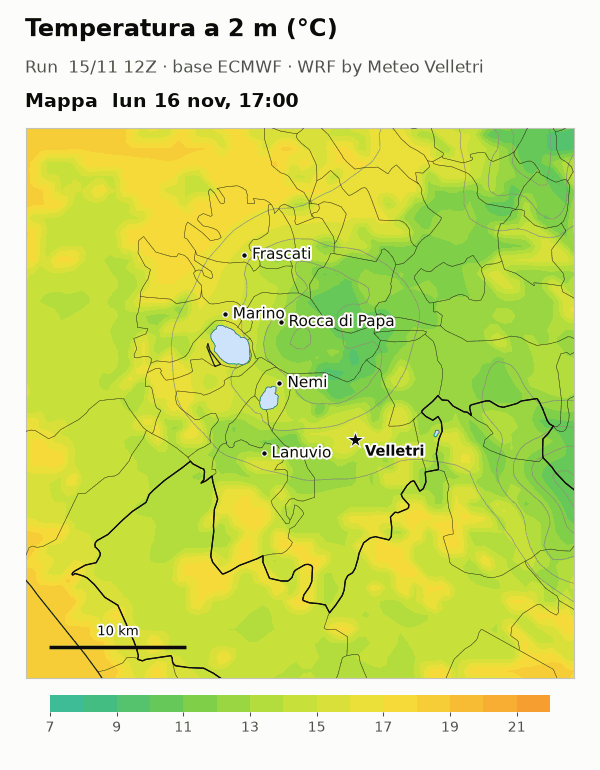 Temperatura a 2 m (°C)
Run  15/11 12Z · base ECMWF · WRF by Meteo Velletri
Mappa  lun 16 nov, 17:00
Frascati
Marino
Rocca di Papa
Nemi
Velletri
Lanuvio
10 km
7 9 11 13 15 17 19 21